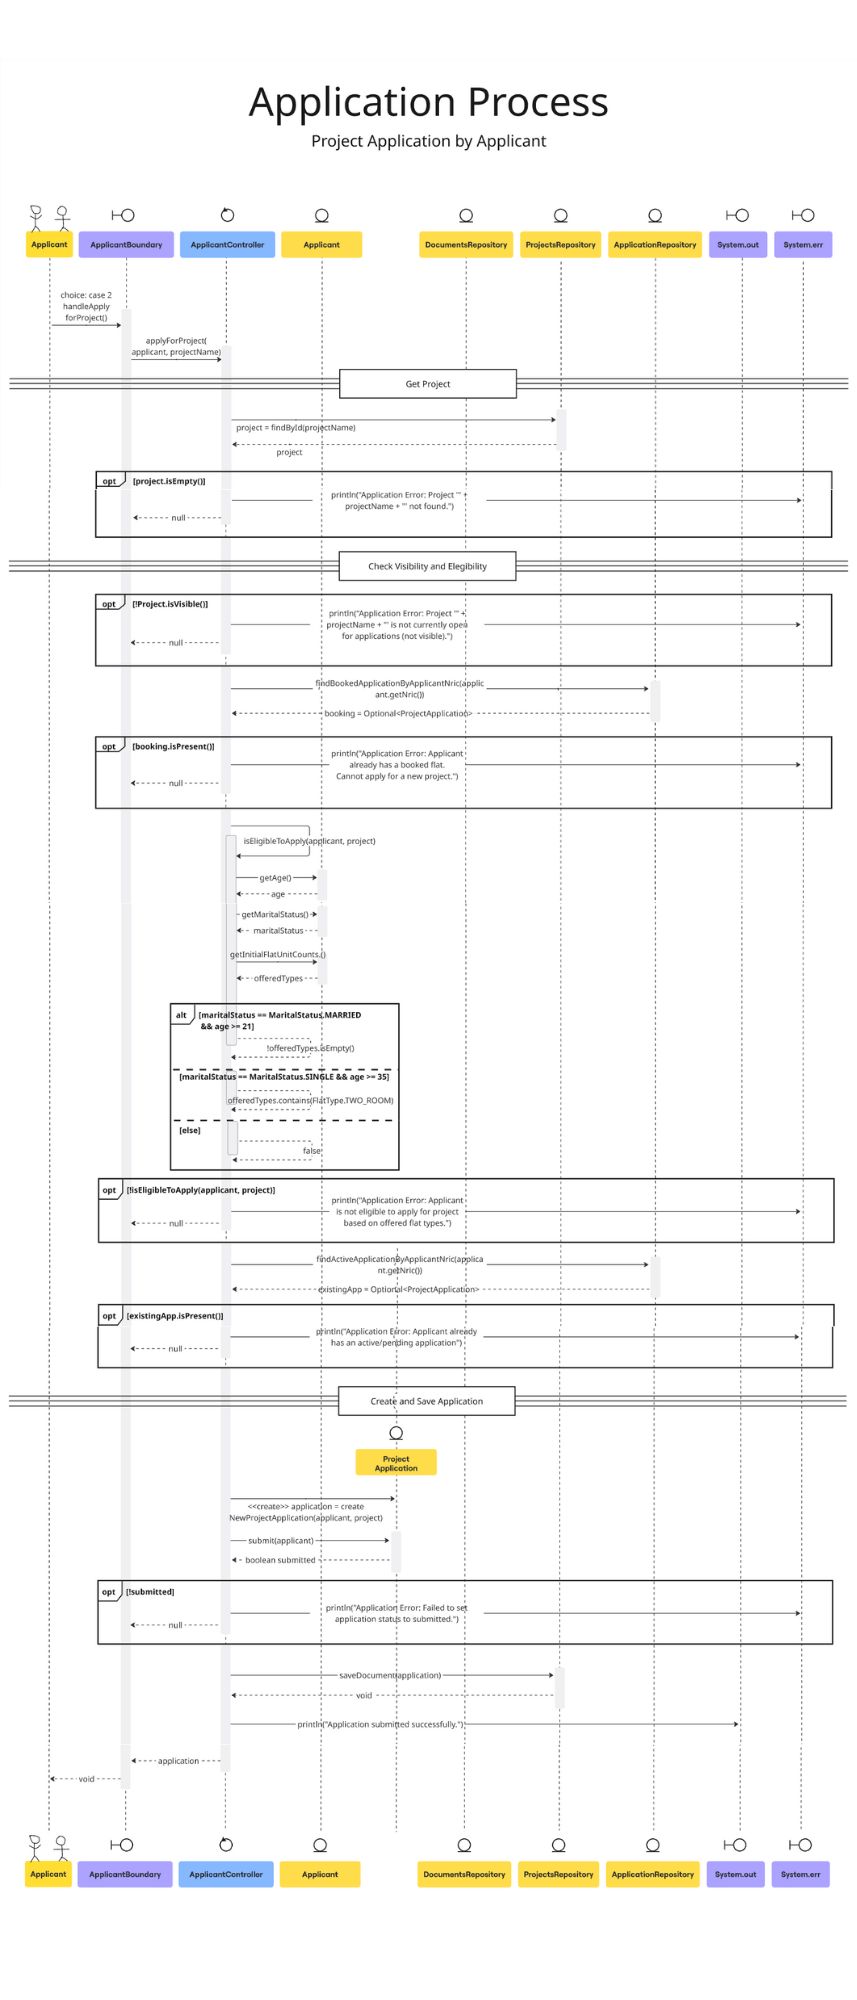 Application Process
Project Application by Applicant
Applicant
ApplicantBoundary
ApplicantController
Applicant
DocumentsRepository
ProjectsRepository
ApplicationRepository
System.out
System.err
choice: case 2
handleApply
forProject()
applyForProject(
applicant, projectName)
Get Project
project = findById(projectName)
project
opt
[project.isEmpty()]
println("Application Error: Project '" +
projectName + "' not found.")
null
Check Visibility and Elegibility
opt
[!Project.isVisible()]
println("Application Error: Project '" +
projectName + "' is not currently open
for applications (not visible).")
null
findBookedApplicationByApplicantNric(applic
ant.getNric())
booking = Optional<ProjectApplication>
opt
[booking.isPresent()]
println("Application Error: Applicant
already has a booked flat.
Cannot apply for a new project.")
null
isEligibleToApply(applicant, project)
getAge()
age
getMaritalStatus()
maritalStatus
getInitialFlatUnitCounts.()
offeredTypes
alt
[maritalStatus == MaritalStatus.MARRIED
&& age >= 21]
!offeredTypes.isEmpty()
[maritalStatus == MaritalStatus.SINGLE && age >= 35]
offeredTypes.contains(FlatType.TWO_ROOM)
[else]
false
opt
[!isEligibleToApply(applicant, project)]
println("Application Error: Applicant
is not eligible to apply for project
based on offered flat types.")
null
findActiveApplicationByApplicantNric(applica
nt.getNric())
existingApp = Optional<ProjectApplication>
opt
[existingApp.isPresent()]
println("Application Error: Applicant already
has an active/pending application")
null
Create and Save Application
Project
Application
<<create>> application = create
NewProjectApplication(applicant, project)
submit(applicant)
boolean submitted
opt
[!submitted]
println("Application Error: Failed to set
application status to submitted.")
null
saveDocument(application)
void
println("Application submitted successfully.")
application
void
Applicant
ApplicantBoundary
ApplicantController
Applicant
DocumentsRepository
ProjectsRepository
ApplicationRepository
System.out
System.err